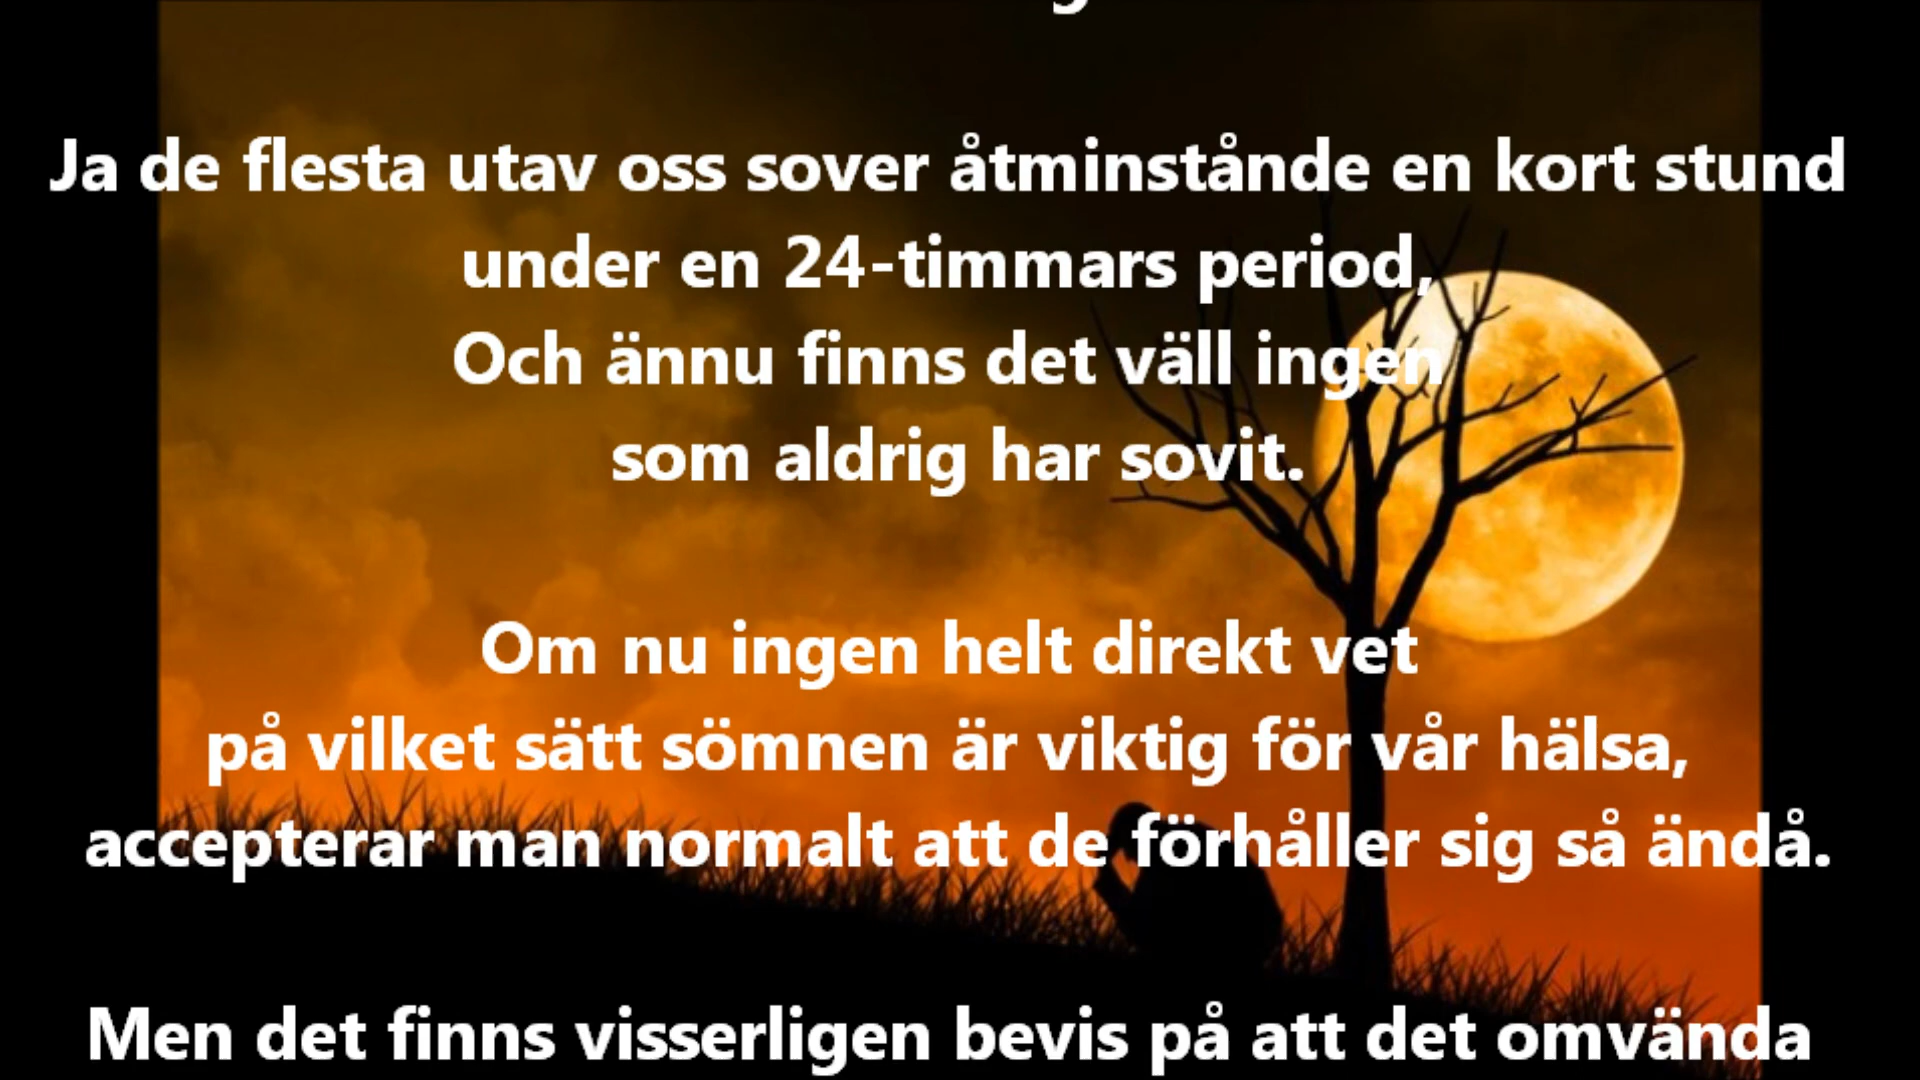 Ja de flesta utav oss sover åtminstånde en kort stund
under en 24-timmars period,
Och ännu finns det väll ingen
som aldrig har sovit.
Om nu ingen helt direkt vet
på vilket sätt sömnen är viktig för vår hälsa,
accepterar man normalt att de förhåller sig så ändå.
Men det finns visserligen bevis på att det omvända